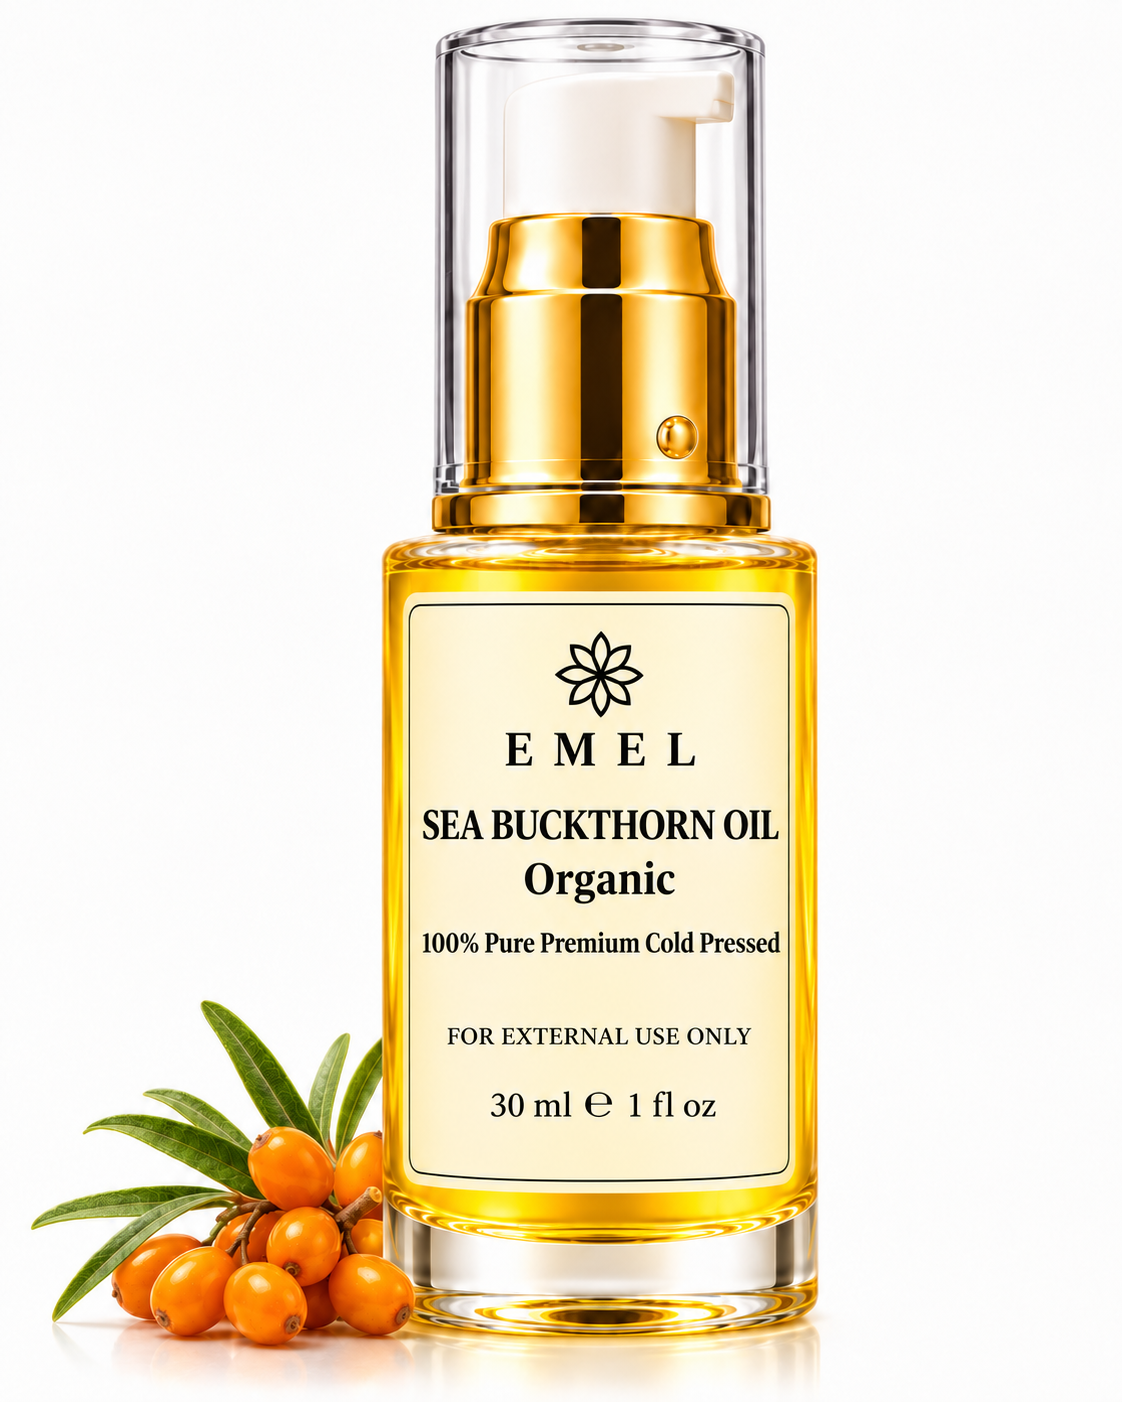 EMEL
SEA BUCKTHORN OIL
Organic
100% Pure Premium Cold Pressed
FOR EXTERNAL USE ONLY
30 ml ℮ 1 fl oz